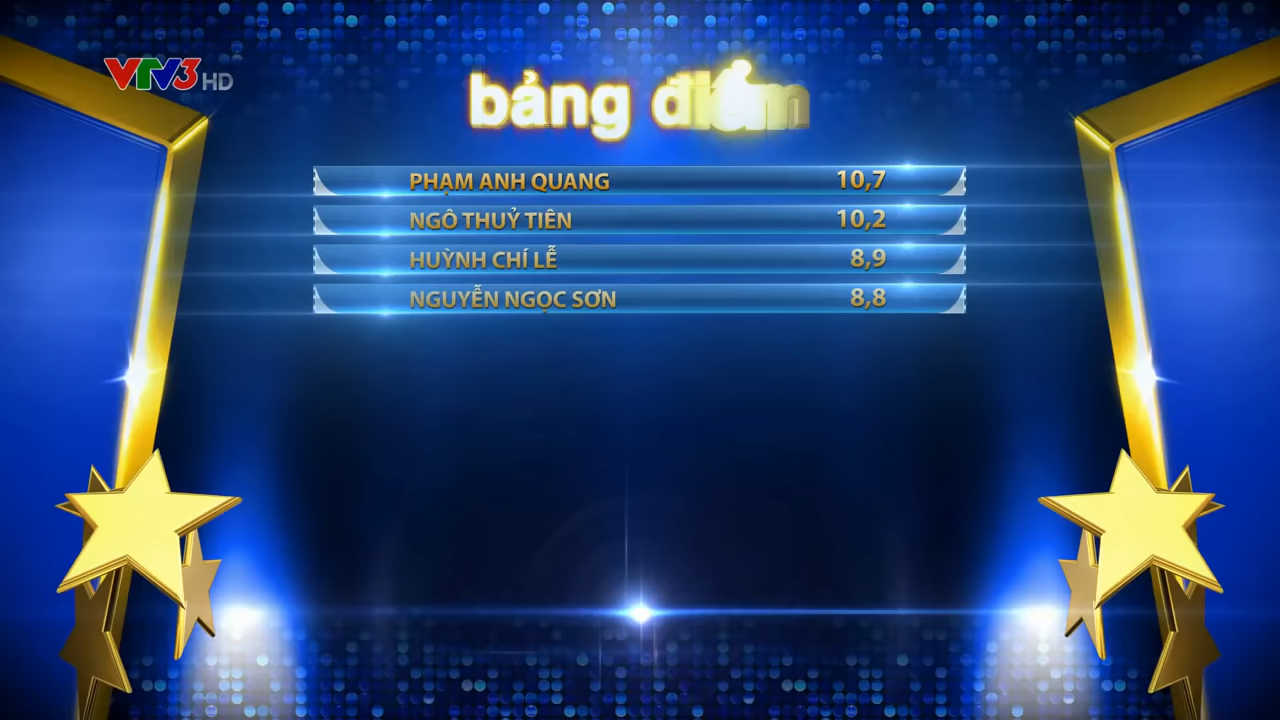 VTV3 HD
bảng điểm
PHẠM ANH QUANG 10,7
NGÔ THUỶ TIÊN 10,2
HUỲNH CHÍ LỄ 8,9
NGUYỄN NGỌC SƠN 8,8